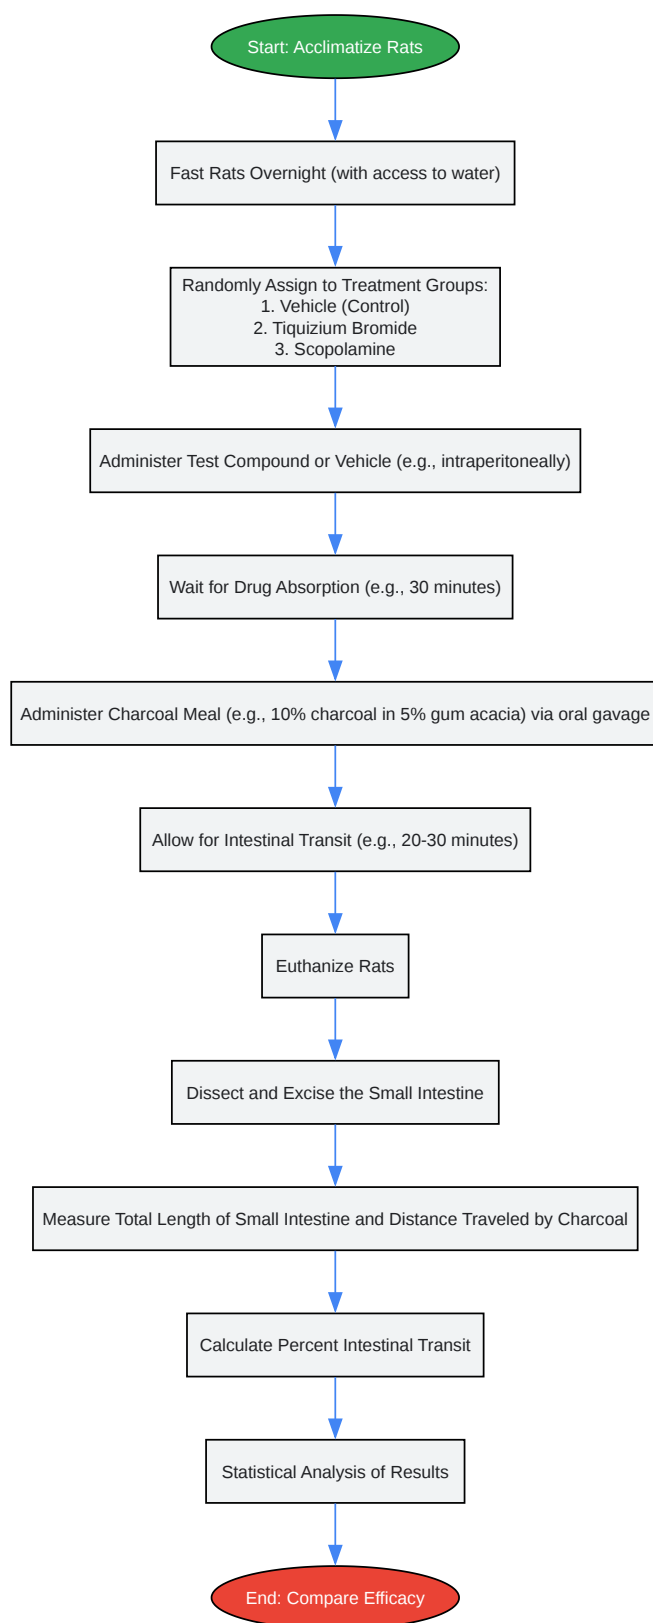 Start: Acclimatize Rats
Fast Rats Overnight (with access to water)
Randomly Assign to Treatment Groups:
1. Vehicle (Control)
2. Tiquizium Bromide
3. Scopolamine
Administer Test Compound or Vehicle (e.g., intraperitoneally)
Wait for Drug Absorption (e.g., 30 minutes)
Administer Charcoal Meal (e.g., 10% charcoal in 5% gum acacia) via oral gavage
Allow for Intestinal Transit (e.g., 20-30 minutes)
Euthanize Rats
Dissect and Excise the Small Intestine
Measure Total Length of Small Intestine and Distance Traveled by Charcoal
Calculate Percent Intestinal Transit
Statistical Analysis of Results
End: Compare Efficacy